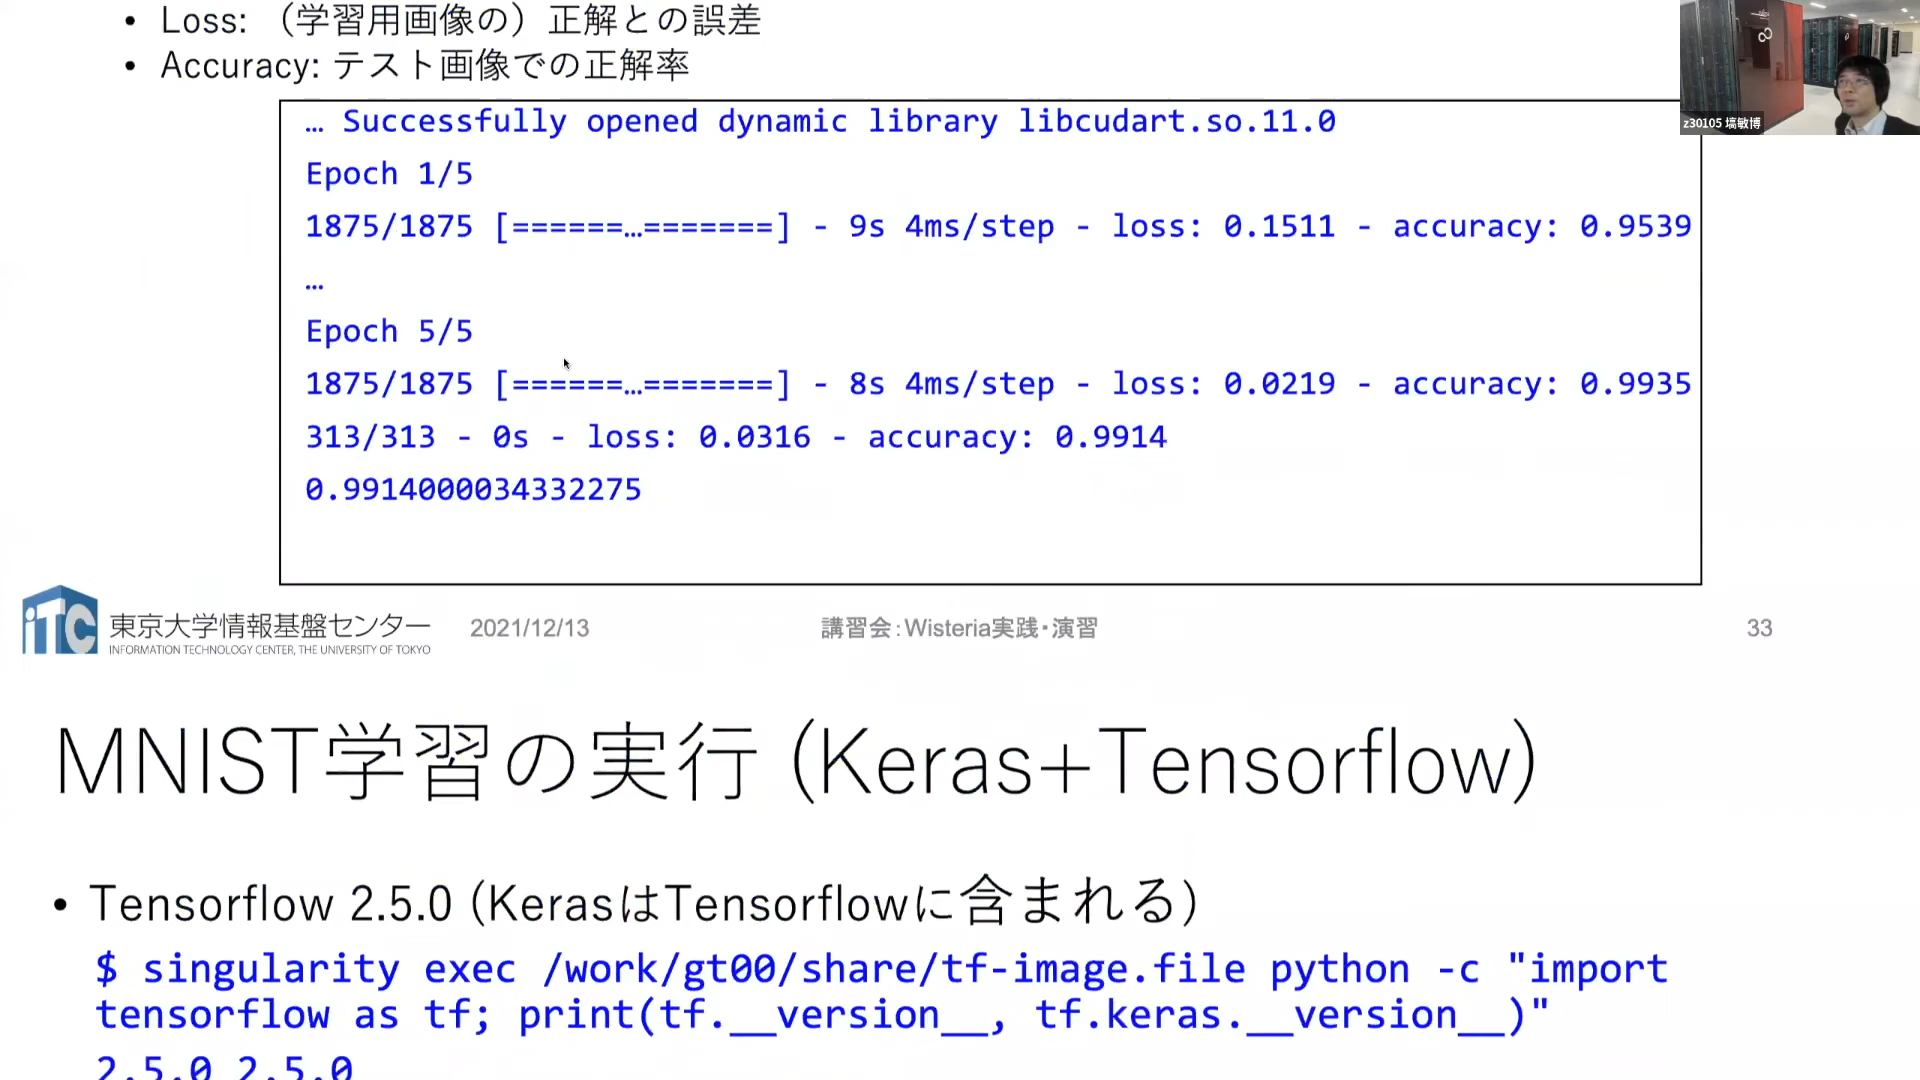 • Loss: （学習用画像の）正解との誤差
• Accuracy: テスト画像での正解率
… Successfully opened dynamic library libcudart.so.11.0
Epoch 1/5
1875/1875 [======…=======] - 9s 4ms/step - loss: 0.1511 - accuracy: 0.9539
…
Epoch 5/5
1875/1875 [======…=======] - 8s 4ms/step - loss: 0.0219 - accuracy: 0.9935
313/313 - 0s - loss: 0.0316 - accuracy: 0.9914
0.9914000034332275
z30105 塙敏博
iTC 東京大学情報基盤センター
INFORMATION TECHNOLOGY CENTER, THE UNIVERSITY OF TOKYO
2021/12/13
講習会：Wisteria実践・演習
33
MNIST学習の実行 (Keras+Tensorflow)
• Tensorflow 2.5.0 (KerasはTensorflowに含まれる)
$ singularity exec /work/gt00/share/tf-image.file python -c "import
tensorflow as tf; print(tf.__version__, tf.keras.__version__)"
2.5.0 2.5.0